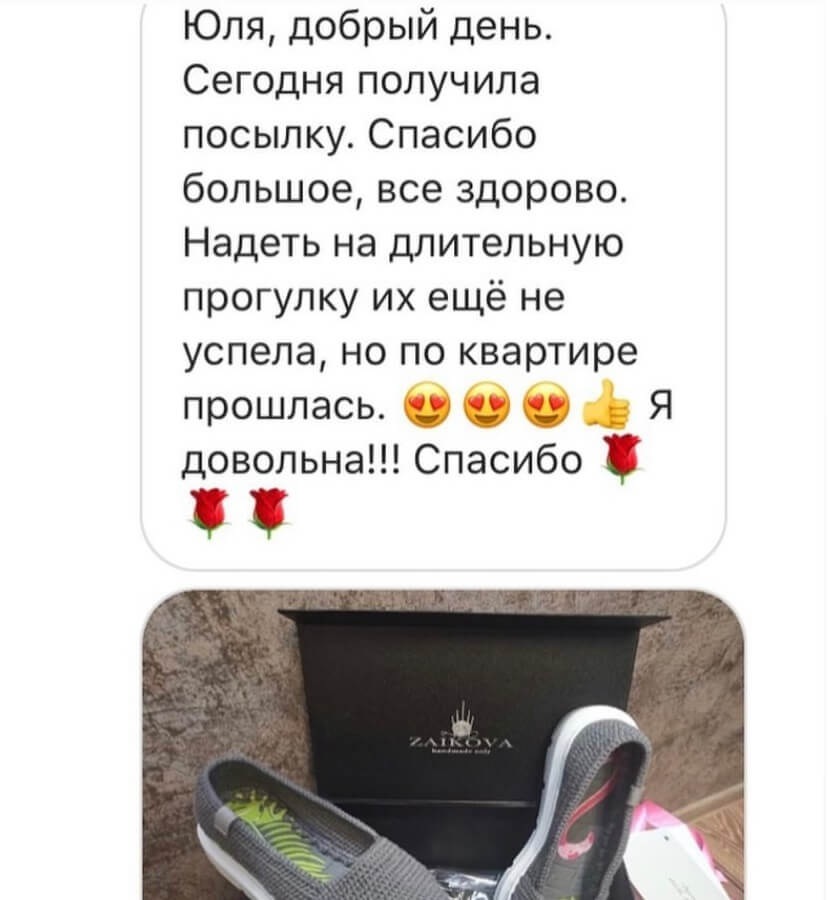 Юля, добрый день.
Сегодня получила
посылку. Спасибо
большое, все здорово.
Надеть на длительную
прогулку их ещё не
успела, но по квартире
прошлась. 😍😍😍👍 Я
довольна!!! Спасибо 🌹
🌹🌹
ZAIKOVA
handmade only